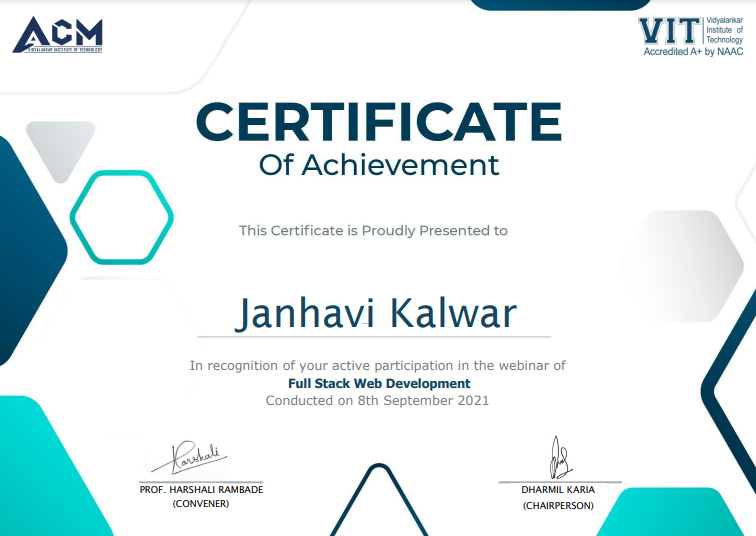 ACM
VIDYALANKAR INSTITUTE OF TECHNOLOGY
VIT
Vidyalankar
Institute of
Technology
Accredited A+ by NAAC
CERTIFICATE
Of Achievement
This Certificate is Proudly Presented to
Janhavi Kalwar
In recognition of your active participation in the webinar of
Full Stack Web Development
Conducted on 8th September 2021
Harshali
PROF. HARSHALI RAMBADE
(CONVENER)
DHARMIL KARIA
(CHAIRPERSON)